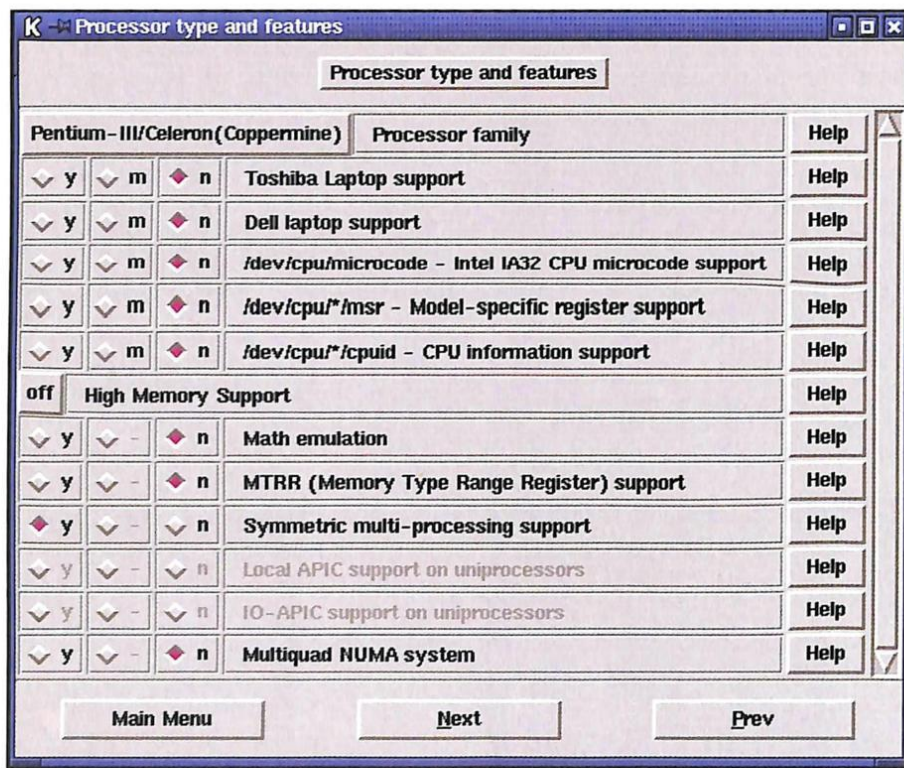 K Processor type and features
Processor type and features
Pentium-III/Celeron(Coppermine) Processor family Help
y m n Toshiba Laptop support Help
y m n Dell laptop support Help
y m n /dev/cpu/microcode - Intel IA32 CPU microcode support Help
y m n /dev/cpu/*/msr - Model-specific register support Help
y m n /dev/cpu/*/cpuid - CPU information support Help
off High Memory Support Help
y - n Math emulation Help
y - n MTRR (Memory Type Range Register) support Help
y - n Symmetric multi-processing support Help
y - n Local APIC support on uniprocessors Help
y - n IO-APIC support on uniprocessors Help
y - n Multiquad NUMA system Help
Main Menu Next Prev